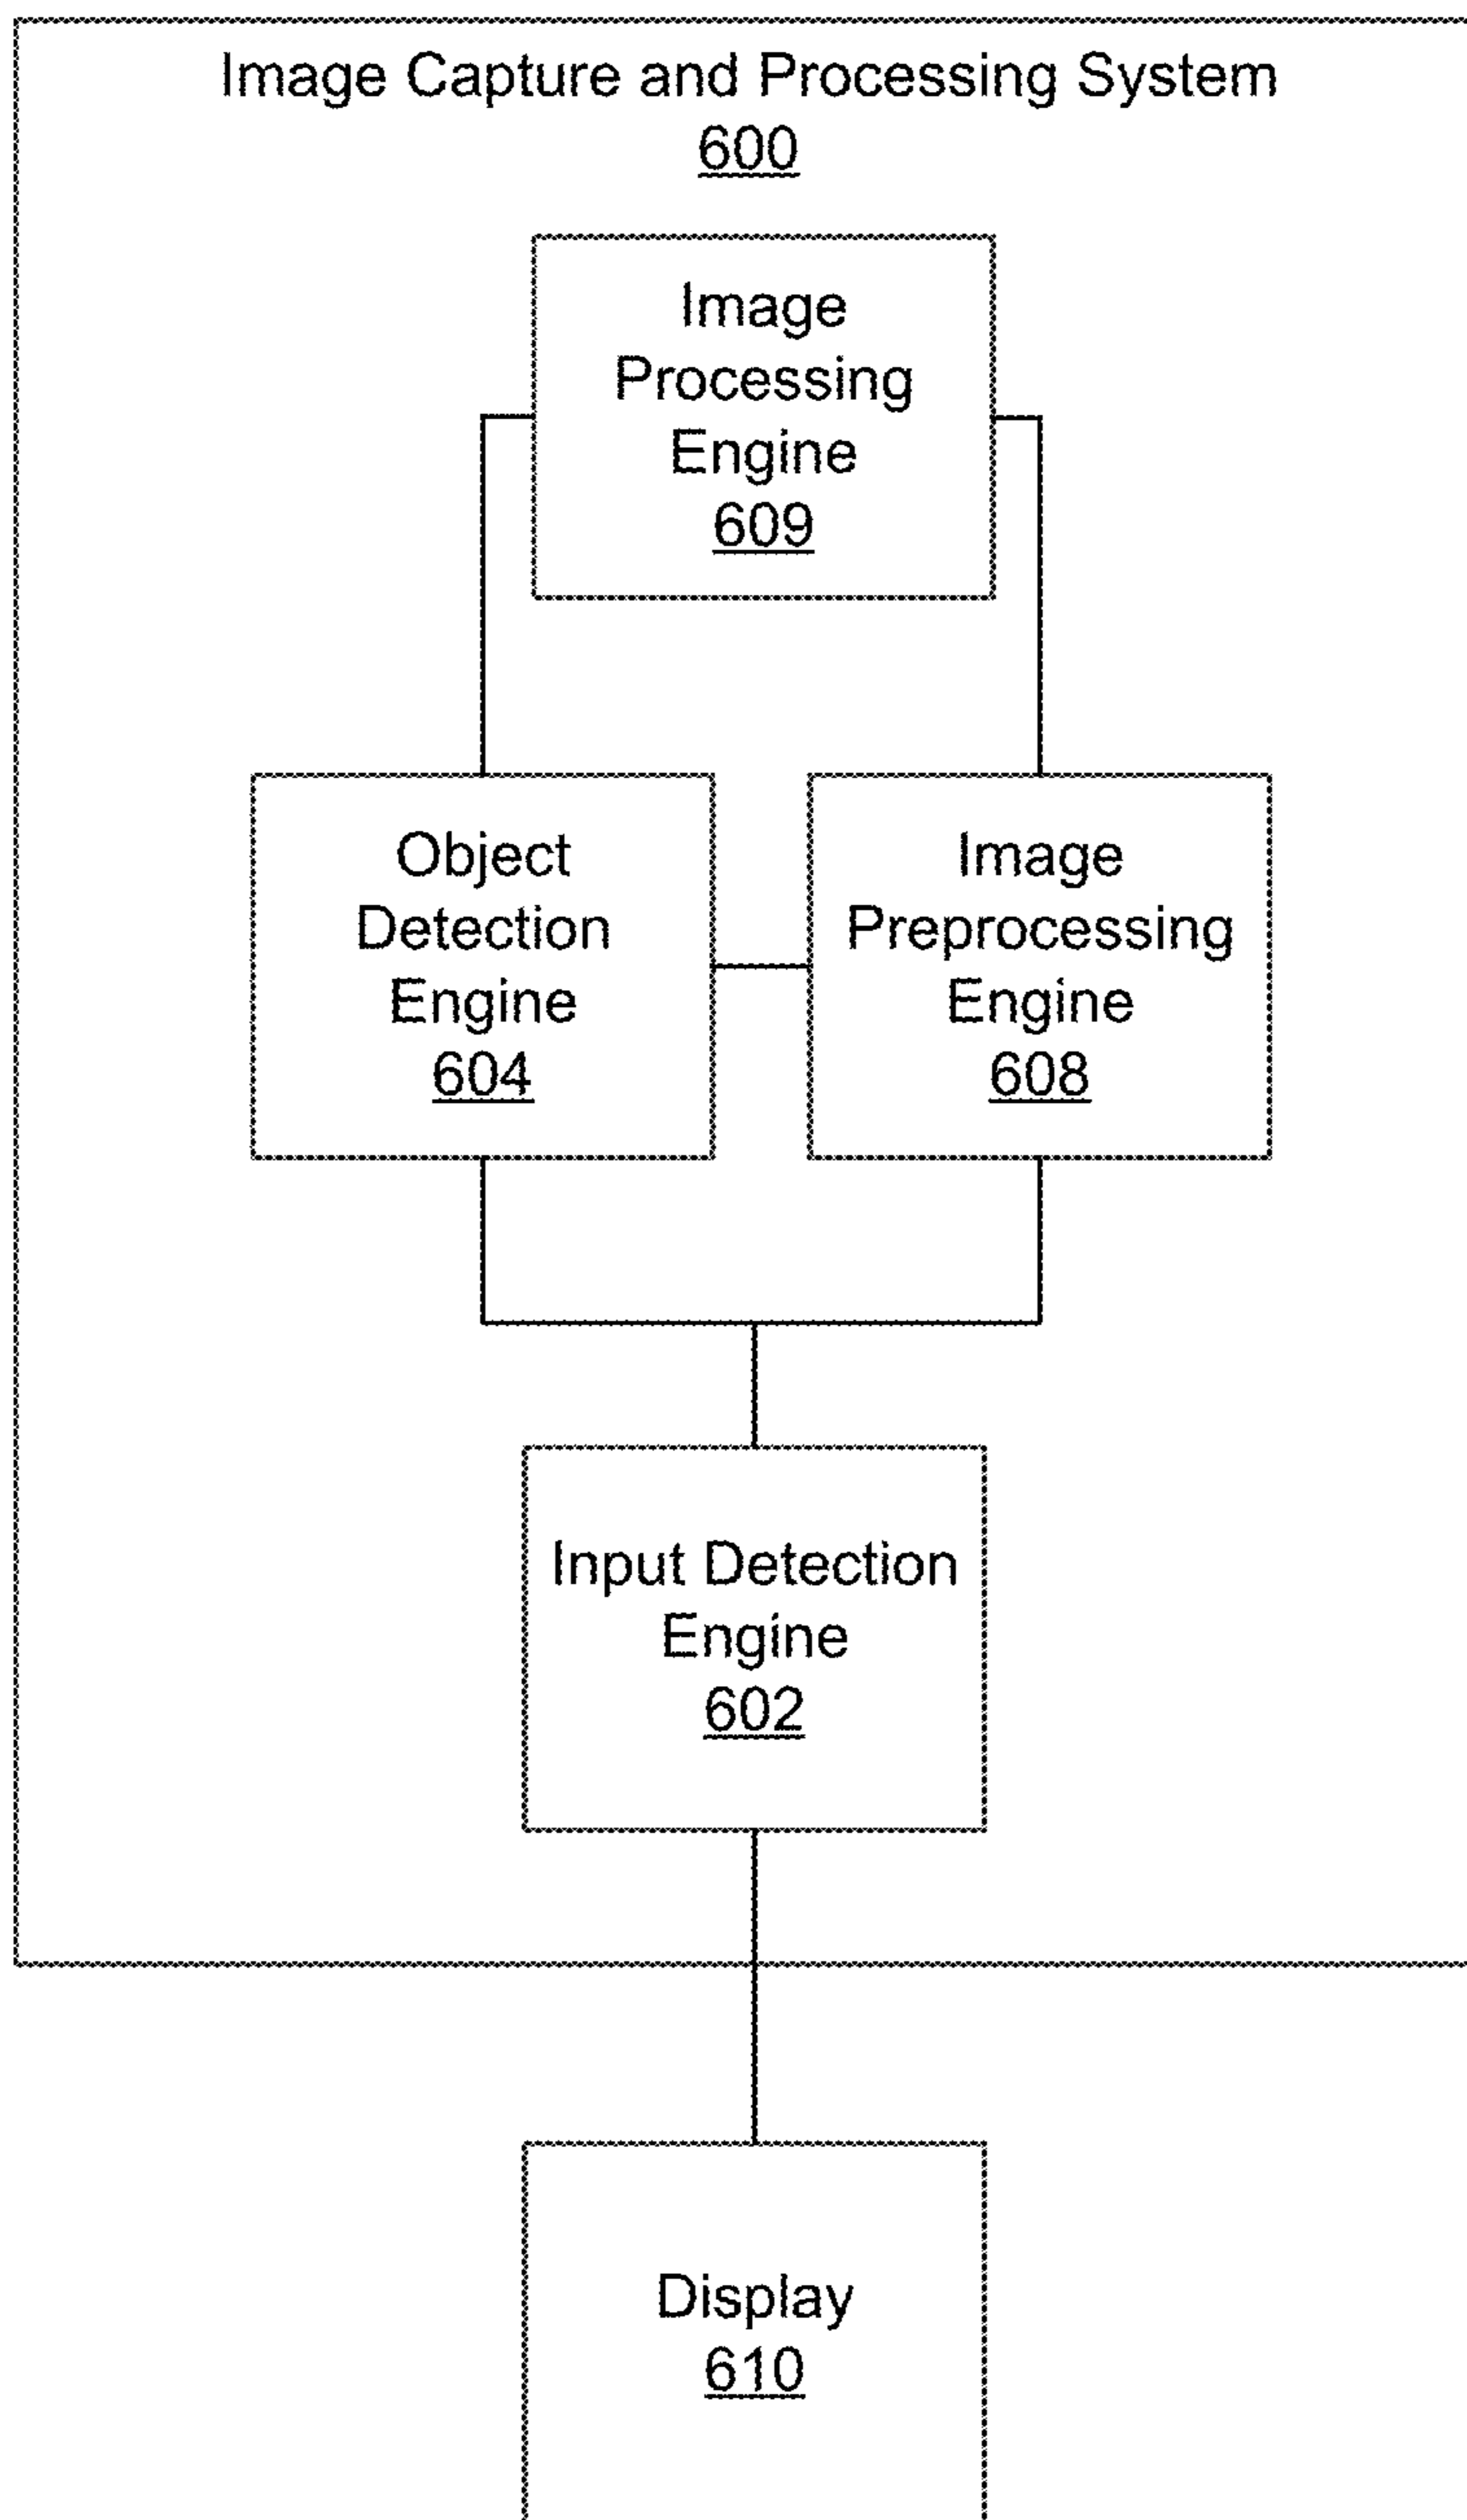 Image Capture and Processing System
600
Image
Processing
Engine
609
Object
Detection
Engine
604
Image
Preprocessing
Engine
608
Input Detection
Engine
602
Display
610